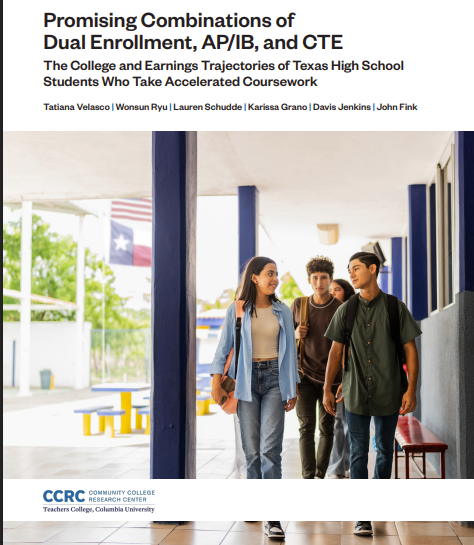 Promising Combinations of
Dual Enrollment, AP/IB, and CTE
The College and Earnings Trajectories of Texas High School
Students Who Take Accelerated Coursework
Tatiana Velasco | Wonsun Ryu | Lauren Schudde | Karissa Grano | Davis Jenkins | John Fink
CCRC COMMUNITY COLLEGE
RESEARCH CENTER
Teachers College, Columbia University